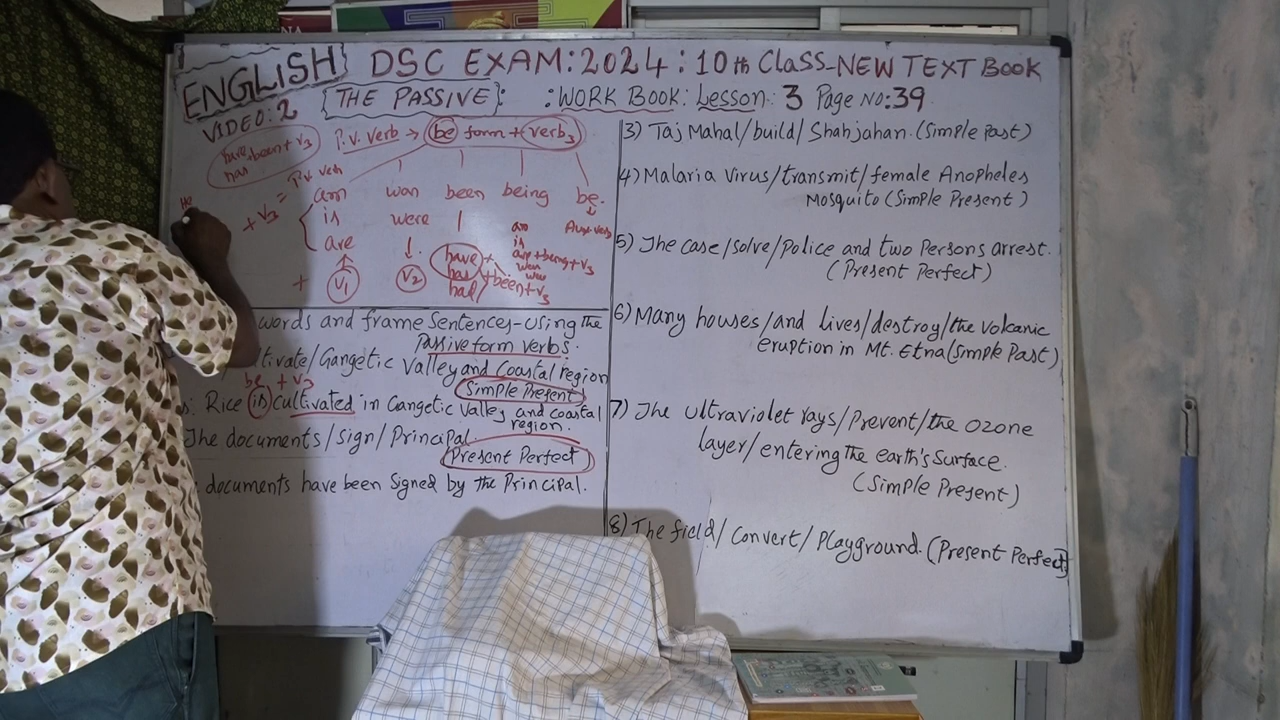 ENGLISH DSC EXAM:2024:10th Class-NEW TEXT BOOK
VIDEO:2 {THE PASSIVE}: :WORK BOOK: Lesson: 3 Page NO:39
have
has +been+v3
P.v. verb → be form + verb3
P.v. verb
+ v3 =
am was been being be.
is were
are
am
is
are +being+v3
was
were
Aux-verb
have +
has +been+v3
had
+ v1 v2
words and frame Sentences-using the
Passive form verbs.
ltivate/Gangetic Valley and Coastal region
be + v3
Simple Present
s: Rice is cultivated in Gangetic Valley and coastal
region.
The documents/sign/Principal.
Present Perfect
documents have been Signed by the Principal.
3) Taj Mahal/build/Shahjahan.(Simple Past)
4) Malaria Virus/transmit/female Anopheles
Mosquito (Simple Present)
5) The case/solve/Police and two Persons arrest.
(Present Perfect)
6) Many houses/and lives/destroy/the volcanic
eruption in Mt. Etna(Simple Past)
7) The ultraviolet rays/Prevent/the ozone
layer/entering the earth's Surface.
(Simple Present)
8) The field/Convert/Playground.(Present Perfect)